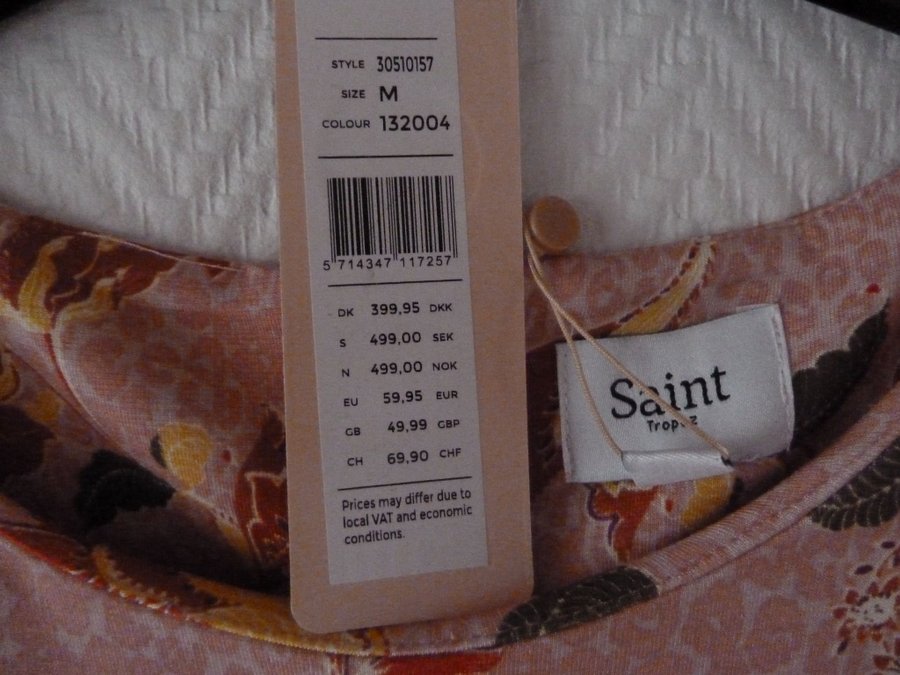 STYLE 30510157
SIZE M
COLOUR 132004
5 714347 117257
DK 399,95 DKK
S 499,00 SEK
N 499,00 NOK
EU 59,95 EUR
GB 49,99 GBP
CH 69,90 CHF
Prices may differ due to
local VAT and economic
conditions.
Saint
Tropez